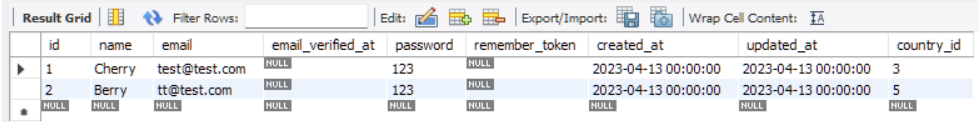 Result Grid Filter Rows: Edit: Export/Import: Wrap Cell Content: IA
id name email email_verified_at password remember_token created_at updated_at country_id
1 Cherry test@test.com NULL 123 NULL 2023-04-13 00:00:00 2023-04-13 00:00:00 3
2 Berry tt@test.com NULL 123 NULL 2023-04-13 00:00:00 2023-04-13 00:00:00 5
NULL NULL NULL NULL NULL NULL NULL NULL NULL